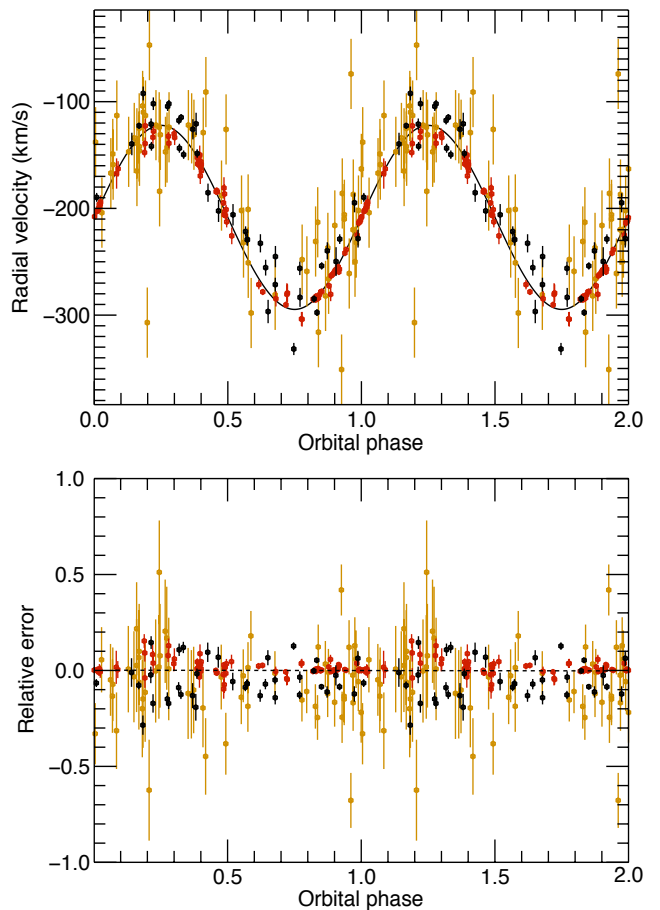 −100
−200
−300
Radial velocity (km/s)
0.0 0.5 1.0 1.5 2.0
Orbital phase
1.0
0.5
0.0
−0.5
−1.0
Relative error
0.5 1.0 1.5 2.0
Orbital phase